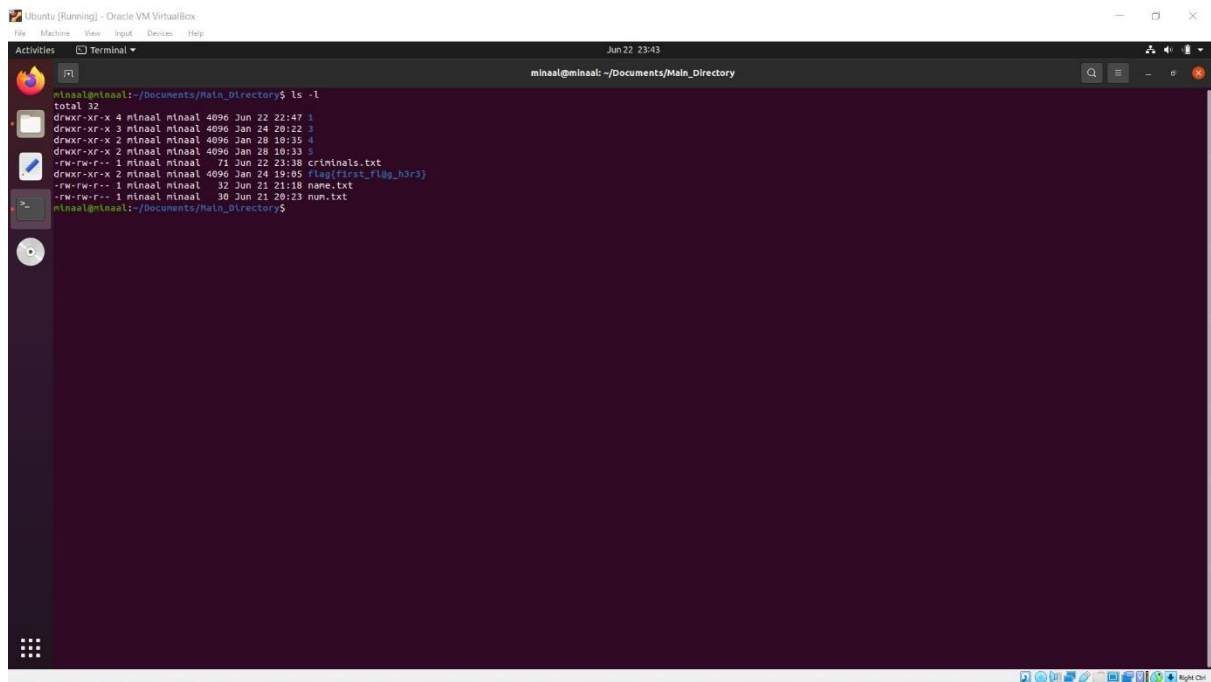 Ubuntu [Running] - Oracle VM VirtualBox
File Machine View Input Devices Help
Activities Terminal Jun 22 23:43
minaal@minaal: ~/Documents/Main_Directory
minaal@minaal:~/Documents/Main_Directory$ ls -l
total 32
drwxr-xr-x 4 minaal minaal 4096 Jun 22 22:47 1
drwxr-xr-x 3 minaal minaal 4096 Jan 24 20:22 3
drwxr-xr-x 2 minaal minaal 4096 Jan 28 10:35 4
drwxr-xr-x 2 minaal minaal 4096 Jan 28 10:33 5
-rw-rw-r-- 1 minaal minaal 71 Jun 22 23:38 criminals.txt
drwxr-xr-x 2 minaal minaal 4096 Jan 24 19:05 flag{f1rst_fl@g_h3r3}
-rw-rw-r-- 1 minaal minaal 32 Jun 21 21:18 name.txt
-rw-rw-r-- 1 minaal minaal 30 Jun 21 20:23 num.txt
minaal@minaal:~/Documents/Main_Directory$
Right Ctrl